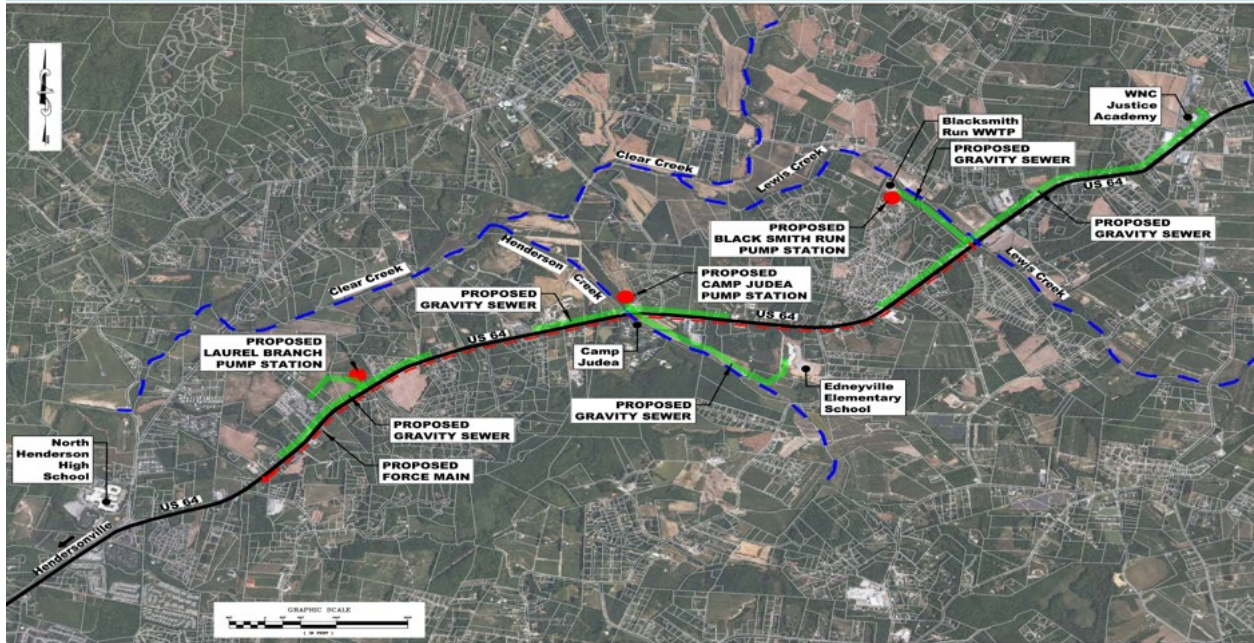 WNC
Justice
Academy
Blacksmith
Run WWTP
PROPOSED
GRAVITY SEWER
Clear Creek
Lewis Creek
US 64
PROPOSED
BLACK SMITH RUN
PUMP STATION
PROPOSED
GRAVITY SEWER
Henderson Creek
Lewis Creek
Clear Creek
PROPOSED
CAMP JUDEA
PUMP STATION
PROPOSED
GRAVITY SEWER
US 64
US 64
PROPOSED
LAUREL BRANCH
PUMP STATION
Camp
Judea
Edneyville
Elementary
School
PROPOSED
GRAVITY SEWER
PROPOSED
GRAVITY SEWER
North
Henderson
High
School
PROPOSED
FORCE MAIN
US 64
Hendersonville
GRAPHIC SCALE
( IN FEET )